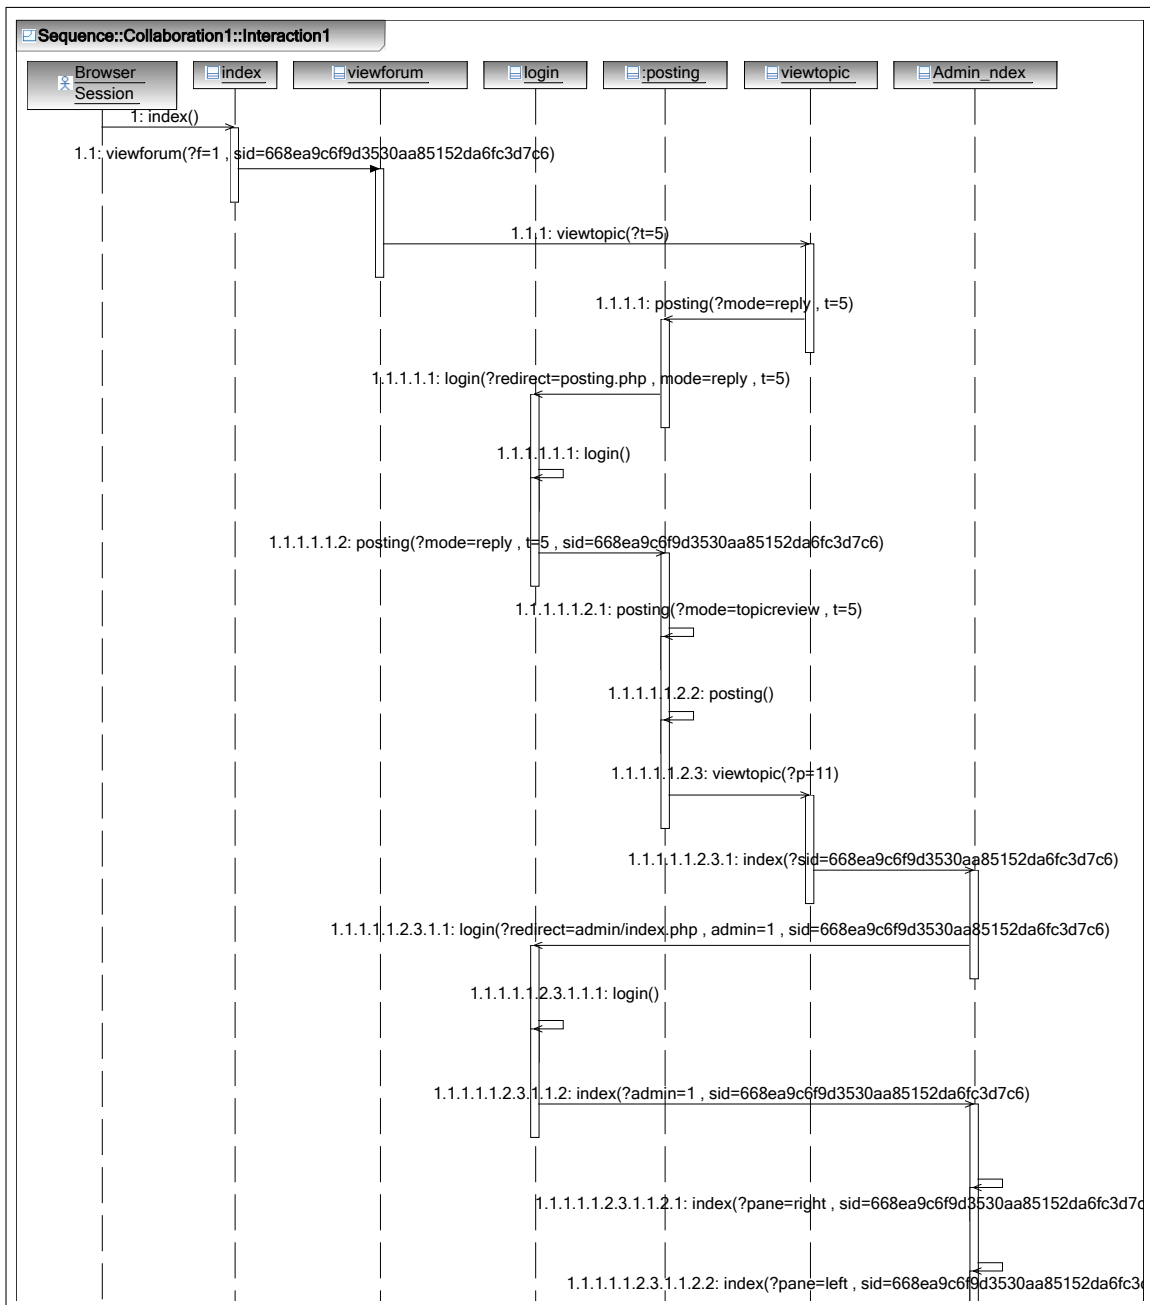 Sequence::Collaboration1::Interaction1
Browser
Session
index
viewforum
login
:posting
viewtopic
Admin_ndex
1: index()
1.1: viewforum(?f=1 , sid=668ea9c6f9d3530aa85152da6fc3d7c6)
1.1.1: viewtopic(?t=5)
1.1.1.1: posting(?mode=reply , t=5)
1.1.1.1.1: login(?redirect=posting.php , mode=reply , t=5)
1.1.1.1.1.1: login()
1.1.1.1.1.2: posting(?mode=reply , t=5 , sid=668ea9c6f9d3530aa85152da6fc3d7c6)
1.1.1.1.1.2.1: posting(?mode=topicreview , t=5)
1.1.1.1.1.2.2: posting()
1.1.1.1.1.2.3: viewtopic(?p=11)
1.1.1.1.1.2.3.1: index(?sid=668ea9c6f9d3530aa85152da6fc3d7c6)
1.1.1.1.1.2.3.1.1: login(?redirect=admin/index.php , admin=1 , sid=668ea9c6f9d3530aa85152da6fc3d7c6)
1.1.1.1.1.2.3.1.1.1: login()
1.1.1.1.1.2.3.1.1.2: index(?admin=1 , sid=668ea9c6f9d3530aa85152da6fc3d7c6)
1.1.1.1.1.2.3.1.1.2.1: index(?pane=right , sid=668ea9c6f9d3530aa85152da6fc3d7c
1.1.1.1.1.2.3.1.1.2.2: index(?pane=left , sid=668ea9c6f9d3530aa85152da6fc3d